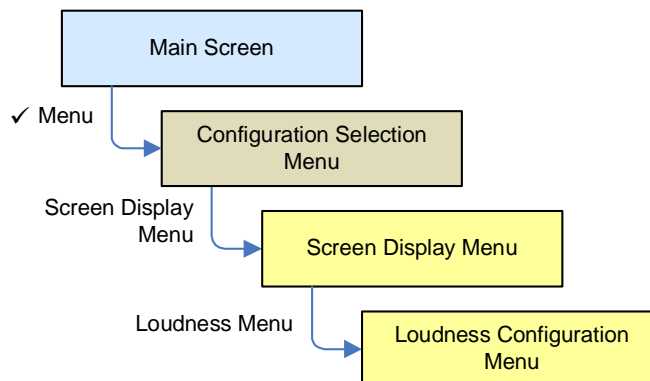 Main Screen
✓ Menu
Configuration Selection
Menu
Screen Display
Menu
Screen Display Menu
Loudness Menu
Loudness Configuration
Menu